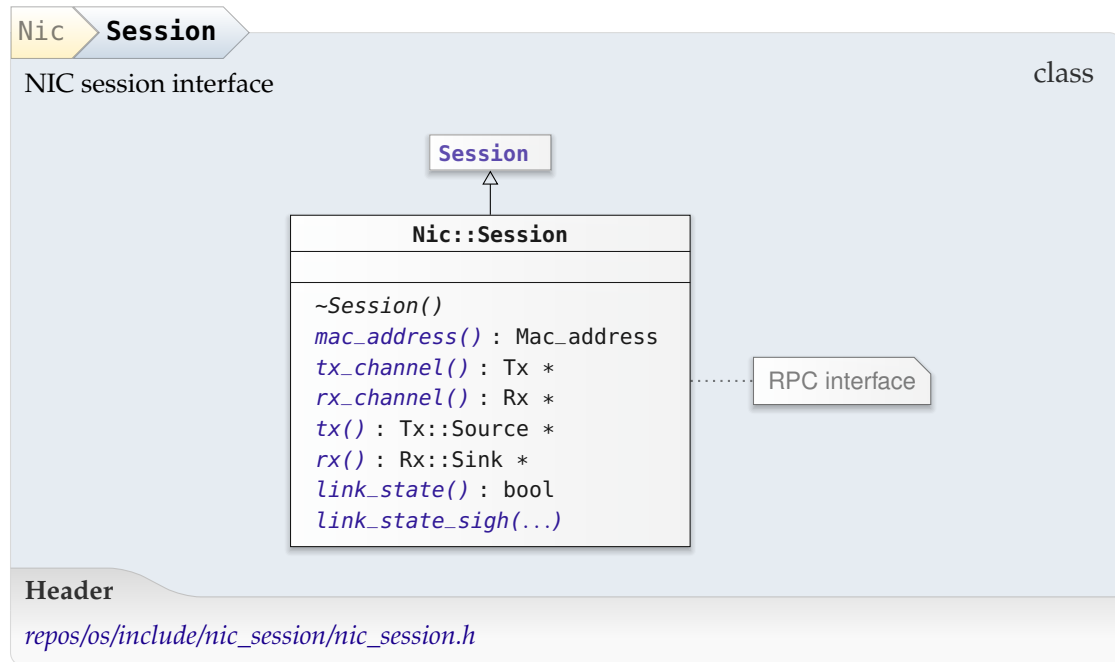 Nic Session
NIC session interface
class
Session
Nic::Session
~Session()
mac_address() : Mac_address
tx_channel() : Tx *
rx_channel() : Rx *
tx() : Tx::Source *
rx() : Rx::Sink *
link_state() : bool
link_state_sigh(...)
RPC interface
Header
repos/os/include/nic_session/nic_session.h